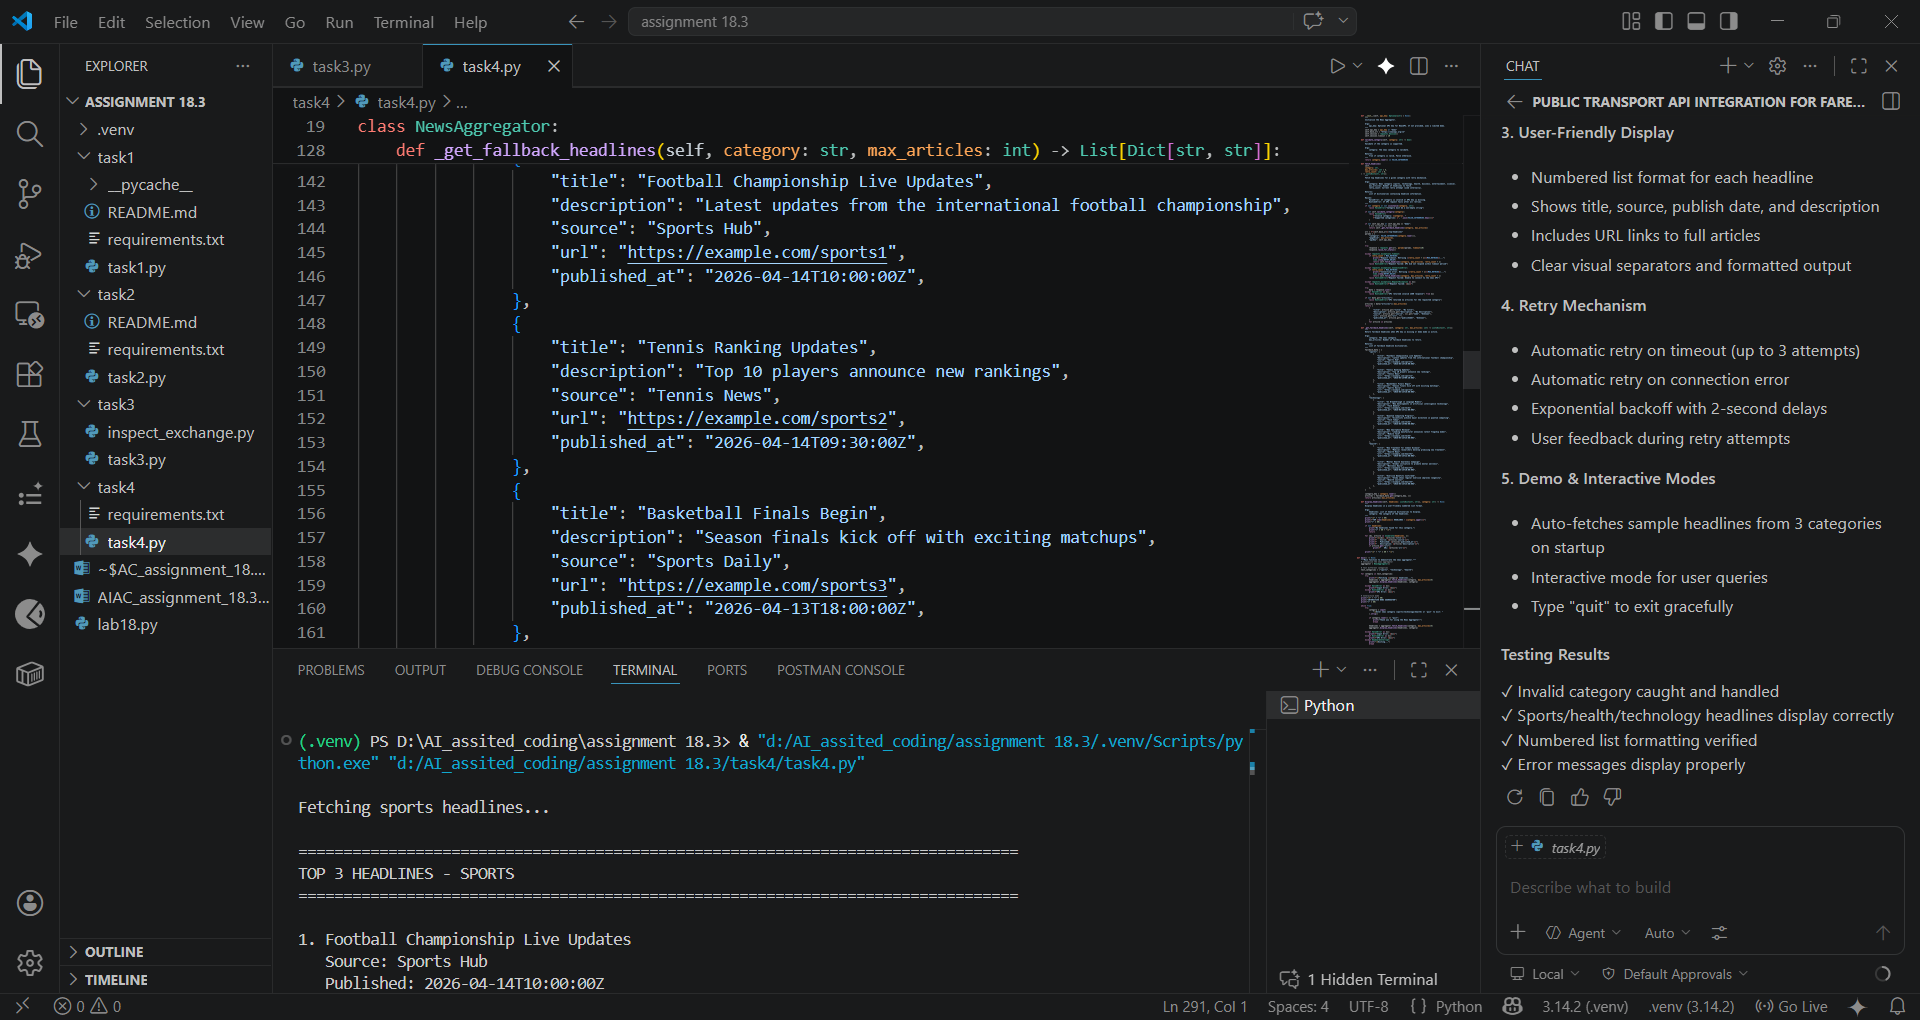 File Edit Selection View Go Run Terminal Help
assignment 18.3
EXPLORER
ASSIGNMENT 18.3
.venv
task1
__pycache__
README.md
requirements.txt
task1.py
task2
README.md
requirements.txt
task2.py
task3
inspect_exchange.py
task3.py
task4
requirements.txt
task4.py
~$AC_assignment_18....
AIAC_assignment_18.3...
lab18.py
OUTLINE
TIMELINE
task3.py
task4.py
task4 > task4.py > ...
19 class NewsAggregator:
128 def _get_fallback_headlines(self, category: str, max_articles: int) -> List[Dict[str, str]]:
142 "title": "Football Championship Live Updates",
143 "description": "Latest updates from the international football championship",
144 "source": "Sports Hub",
145 "url": "https://example.com/sports1",
146 "published_at": "2026-04-14T10:00:00Z",
147 },
148 {
149 "title": "Tennis Ranking Updates",
150 "description": "Top 10 players announce new rankings",
151 "source": "Tennis News",
152 "url": "https://example.com/sports2",
153 "published_at": "2026-04-14T09:30:00Z",
154 },
155 {
156 "title": "Basketball Finals Begin",
157 "description": "Season finals kick off with exciting matchups",
158 "source": "Sports Daily",
159 "url": "https://example.com/sports3",
160 "published_at": "2026-04-13T18:00:00Z",
161 },
PROBLEMS OUTPUT DEBUG CONSOLE TERMINAL PORTS POSTMAN CONSOLE
(.venv) PS D:\AI_assited_coding\assignment 18.3> & "d:/AI_assited_coding/assignment 18.3/.venv/Scripts/py
thon.exe" "d:/AI_assited_coding/assignment 18.3/task4/task4.py"
Fetching sports headlines...
================================================================================
TOP 3 HEADLINES - SPORTS
================================================================================
1. Football Championship Live Updates
Source: Sports Hub
Published: 2026-04-14T10:00:00Z
Python
1 Hidden Terminal
CHAT
PUBLIC TRANSPORT API INTEGRATION FOR FARE...
3. User-Friendly Display
• Numbered list format for each headline
• Shows title, source, publish date, and description
• Includes URL links to full articles
• Clear visual separators and formatted output
4. Retry Mechanism
• Automatic retry on timeout (up to 3 attempts)
• Automatic retry on connection error
• Exponential backoff with 2-second delays
• User feedback during retry attempts
5. Demo & Interactive Modes
• Auto-fetches sample headlines from 3 categories
on startup
• Interactive mode for user queries
• Type "quit" to exit gracefully
Testing Results
✓ Invalid category caught and handled
✓ Sports/health/technology headlines display correctly
✓ Numbered list formatting verified
✓ Error messages display properly
task4.py
Describe what to build
Agent Auto
Local Default Approvals
0 0
Ln 291, Col 1 Spaces: 4 UTF-8 { } Python 3.14.2 (.venv) .venv (3.14.2) Go Live